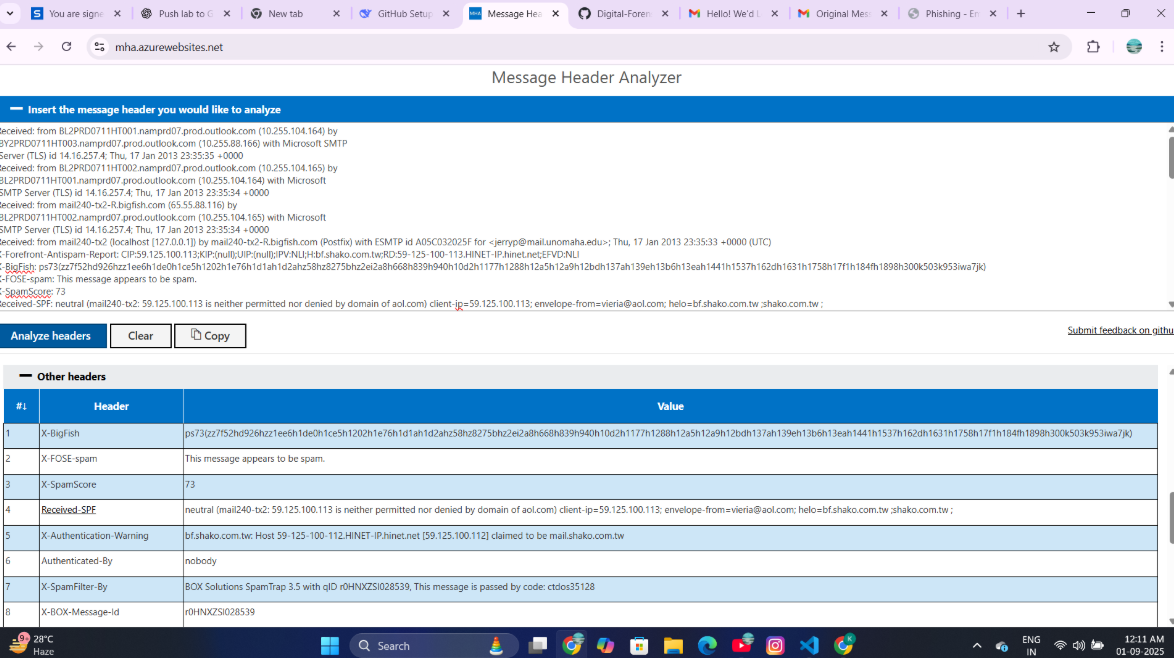 You are signe
Push lab to G
New tab
GitHub Setup
Message Hea
Digital-Foren
Hello! We'd L
Original Mess
Phishing - Em
mha.azurewebsites.net
Message Header Analyzer
Insert the message header you would like to analyze
Received: from BL2PRD0711HT001.namprd07.prod.outlook.com (10.255.104.164) by
BY2PRD0711HT003.namprd07.prod.outlook.com (10.255.88.166) with Microsoft SMTP
Server (TLS) id 14.16.257.4; Thu, 17 Jan 2013 23:35:35 +0000
Received: from BL2PRD0711HT002.namprd07.prod.outlook.com (10.255.104.165) by
BL2PRD0711HT001.namprd07.prod.outlook.com (10.255.104.164) with Microsoft
SMTP Server (TLS) id 14.16.257.4; Thu, 17 Jan 2013 23:35:34 +0000
Received: from mail240-tx2-R.bigfish.com (65.55.88.116) by
BL2PRD0711HT002.namprd07.prod.outlook.com (10.255.104.165) with Microsoft
SMTP Server (TLS) id 14.16.257.4; Thu, 17 Jan 2013 23:35:34 +0000
Received: from mail240-tx2 (localhost [127.0.0.1]) by mail240-tx2-R.bigfish.com (Postfix) with ESMTP id A05C032025F for <jerryp@mail.unomaha.edu>; Thu, 17 Jan 2013 23:35:33 +0000 (UTC)
X-Forefront-Antispam-Report: CIP:59.125.100.113;KIP:(null);UIP:(null);IPV:NLI;H:bf.shako.com.tw;RD:59-125-100-113.HINET-IP.hinet.net;EFVD:NLI
X-BigFish: ps73(zz7f52hd926hzz1ee6h1de0h1ce5h1202h1e76h1d1ah1d2ahz58hz8275bhz2ei2a8h668h839h940h10d2h1177h1288h12a5h12a9h12bdh137ah139eh13b6h13eah1441h1537h162dh1631h1758h17f1h184fh1898h300k503k953iwa7jk)
X-FOSE-spam: This message appears to be spam.
X-SpamScore: 73
Received-SPF: neutral (mail240-tx2: 59.125.100.113 is neither permitted nor denied by domain of aol.com) client-ip=59.125.100.113; envelope-from=vieria@aol.com; helo=bf.shako.com.tw ;shako.com.tw ;
Analyze headers
Clear
Copy
Submit feedback on githu
Other headers
#↓ Header Value
1 X-BigFish ps73(zz7f52hd926hzz1ee6h1de0h1ce5h1202h1e76h1d1ah1d2ahz58hz8275bhz2ei2a8h668h839h940h10d2h1177h1288h12a5h12a9h12bdh137ah139eh13b6h13eah1441h1537h162dh1631h1758h17f1h184fh1898h300k503k953iwa7jk)
2 X-FOSE-spam This message appears to be spam.
3 X-SpamScore 73
4 Received-SPF neutral (mail240-tx2: 59.125.100.113 is neither permitted nor denied by domain of aol.com) client-ip=59.125.100.113; envelope-from=vieria@aol.com; helo=bf.shako.com.tw ;shako.com.tw ;
5 X-Authentication-Warning bf.shako.com.tw: Host 59-125-100-112.HINET-IP.hinet.net [59.125.100.112] claimed to be mail.shako.com.tw
6 Authenticated-By nobody
7 X-SpamFilter-By BOX Solutions SpamTrap 3.5 with qID r0HNXZSI028539, This message is passed by code: ctdos35128
8 X-BOX-Message-Id r0HNXZSI028539
9+
28°C
Haze
Search
ENG
IN
12:11 AM
01-09-2025